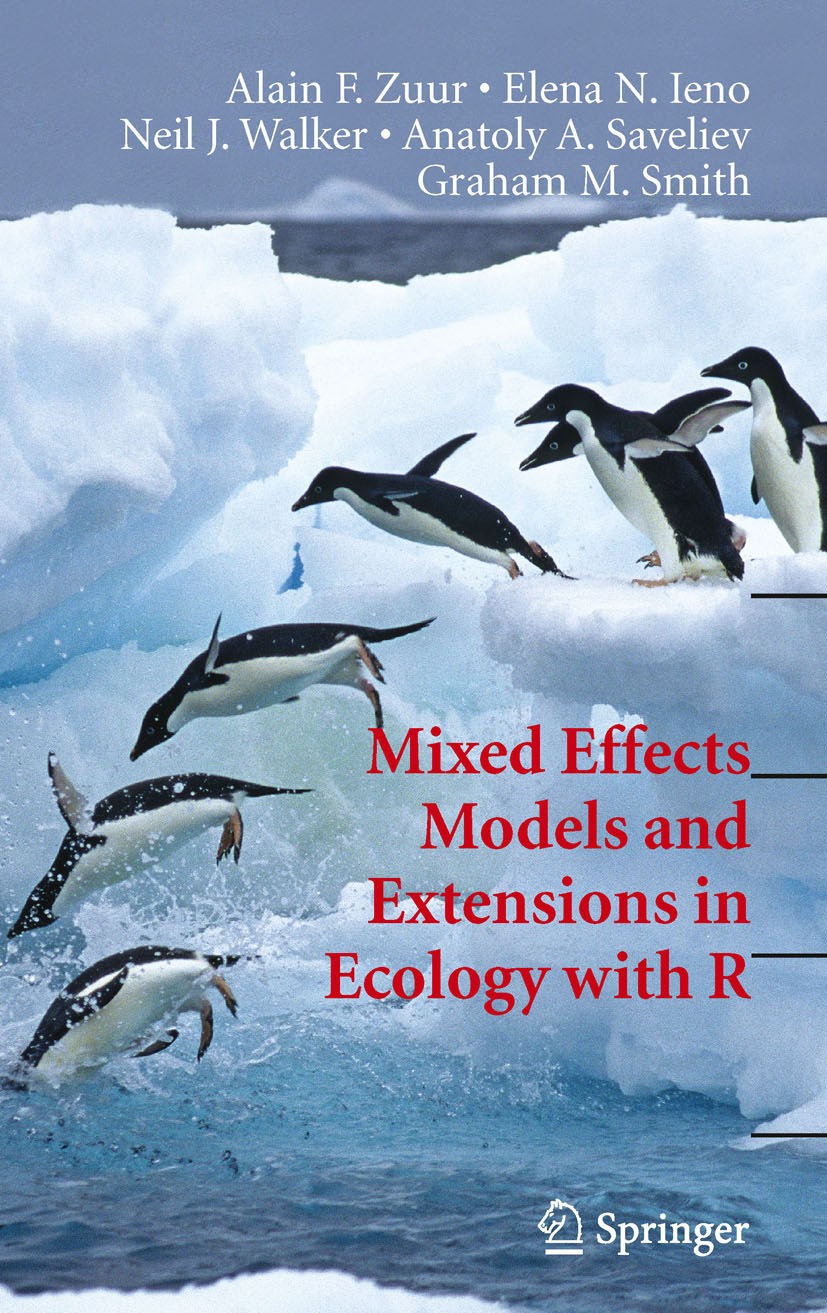 Alain F. Zuur • Elena N. Ieno
Neil J. Walker • Anatoly A. Saveliev
Graham M. Smith
Mixed Effects
Models and
Extensions in
Ecology with R
Springer